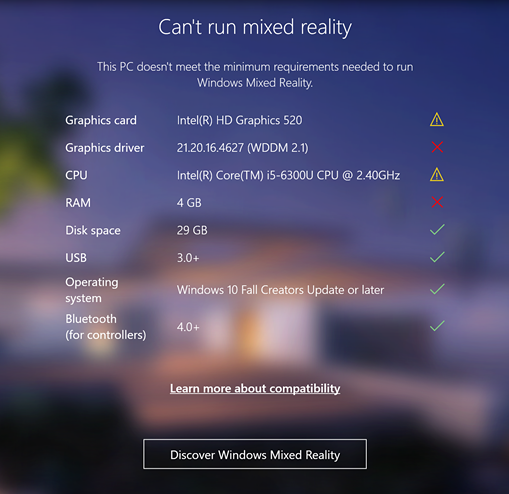 Can't run mixed reality
This PC doesn't meet the minimum requirements needed to run
Windows Mixed Reality.
Graphics card Intel(R) HD Graphics 520
Graphics driver 21.20.16.4627 (WDDM 2.1)
CPU Intel(R) Core(TM) i5-6300U CPU @ 2.40GHz
RAM 4 GB
Disk space 29 GB
USB 3.0+
Operating
system Windows 10 Fall Creators Update or later
Bluetooth
(for controllers) 4.0+
Learn more about compatibility
Discover Windows Mixed Reality